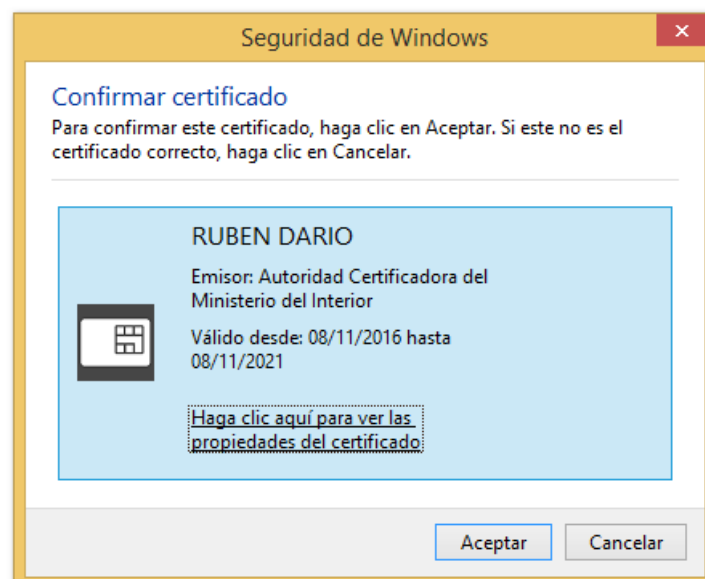 Seguridad de Windows
Confirmar certificado
Para confirmar este certificado, haga clic en Aceptar. Si este no es el
certificado correcto, haga clic en Cancelar.
RUBEN DARIO
Emisor: Autoridad Certificadora del
Ministerio del Interior
Válido desde: 08/11/2016 hasta
08/11/2021
Haga clic aquí para ver las
propiedades del certificado
Aceptar
Cancelar